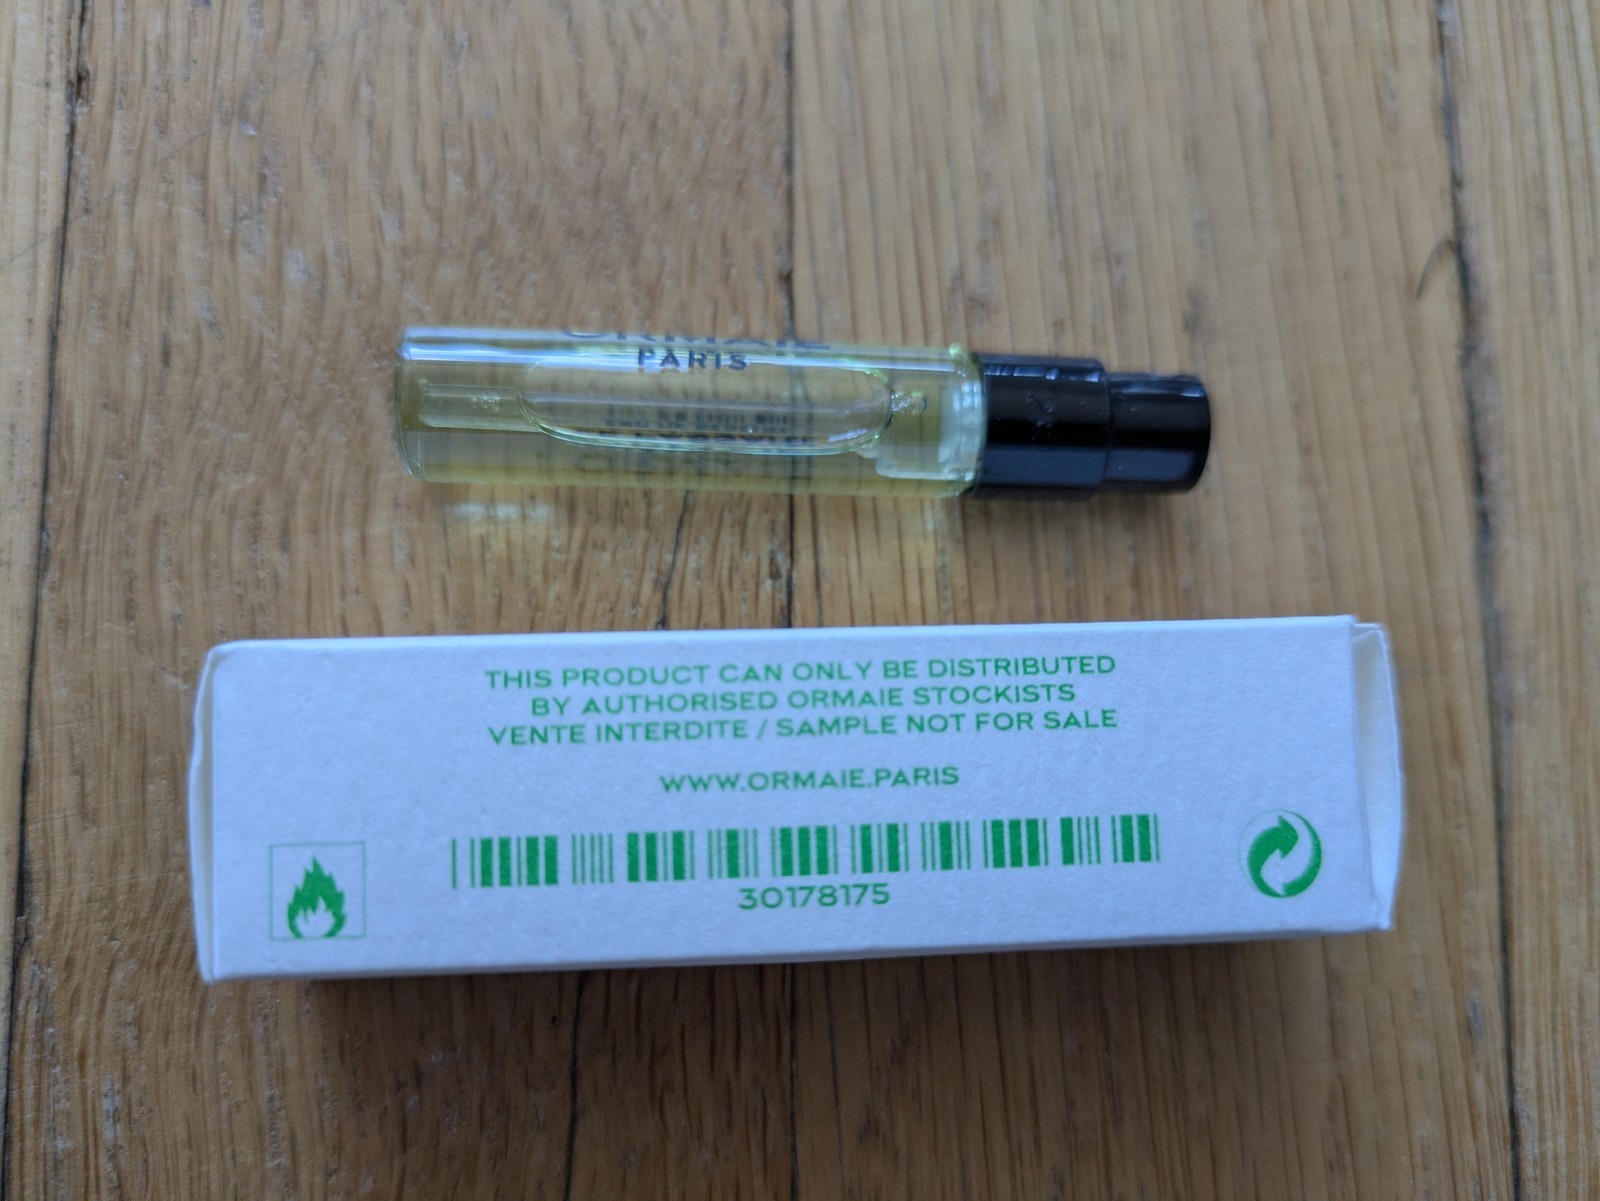 ORMAIE
PARIS
THIS PRODUCT CAN ONLY BE DISTRIBUTED
BY AUTHORISED ORMAIE STOCKISTS
VENTE INTERDITE / SAMPLE NOT FOR SALE
WWW.ORMAIE.PARIS
30178175